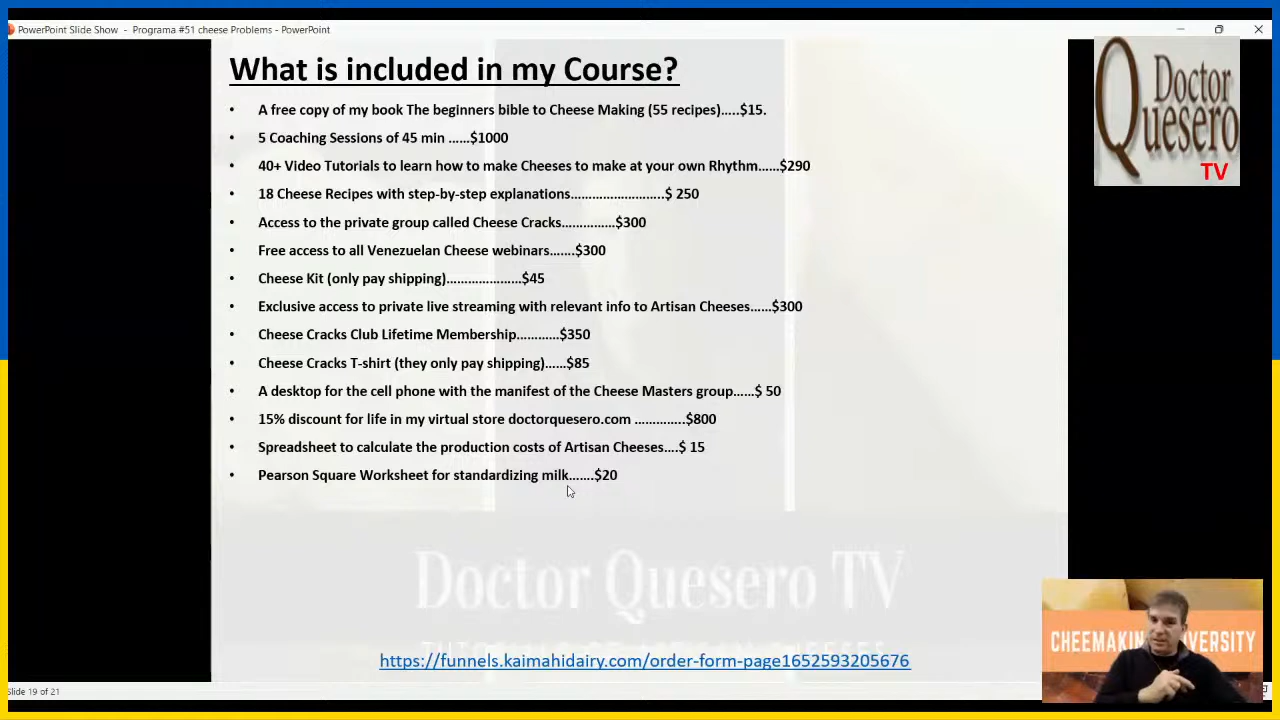 PowerPoint Slide Show - Programa #51 cheese Problems - PowerPoint
What is included in my Course?
• A free copy of my book The beginners bible to Cheese Making (55 recipes)…..$15.
• 5 Coaching Sessions of 45 min ……$1000
• 40+ Video Tutorials to learn how to make Cheeses to make at your own Rhythm……$290
• 18 Cheese Recipes with step-by-step explanations……………………..$ 250
• Access to the private group called Cheese Cracks……………$300
• Free access to all Venezuelan Cheese webinars…….$300
• Cheese Kit (only pay shipping)…………………$45
• Exclusive access to private live streaming with relevant info to Artisan Cheeses……$300
• Cheese Cracks Club Lifetime Membership…………$350
• Cheese Cracks T-shirt (they only pay shipping)……$85
• A desktop for the cell phone with the manifest of the Cheese Masters group……$ 50
• 15% discount for life in my virtual store doctorquesero.com …………..$800
• Spreadsheet to calculate the production costs of Artisan Cheeses….$ 15
• Pearson Square Worksheet for standardizing milk…….$20
Doctor Quesero TV
https://funnels.kaimahidairy.com/order-form-page1652593205676
Slide 19 of 21
Doctor
Quesero
TV